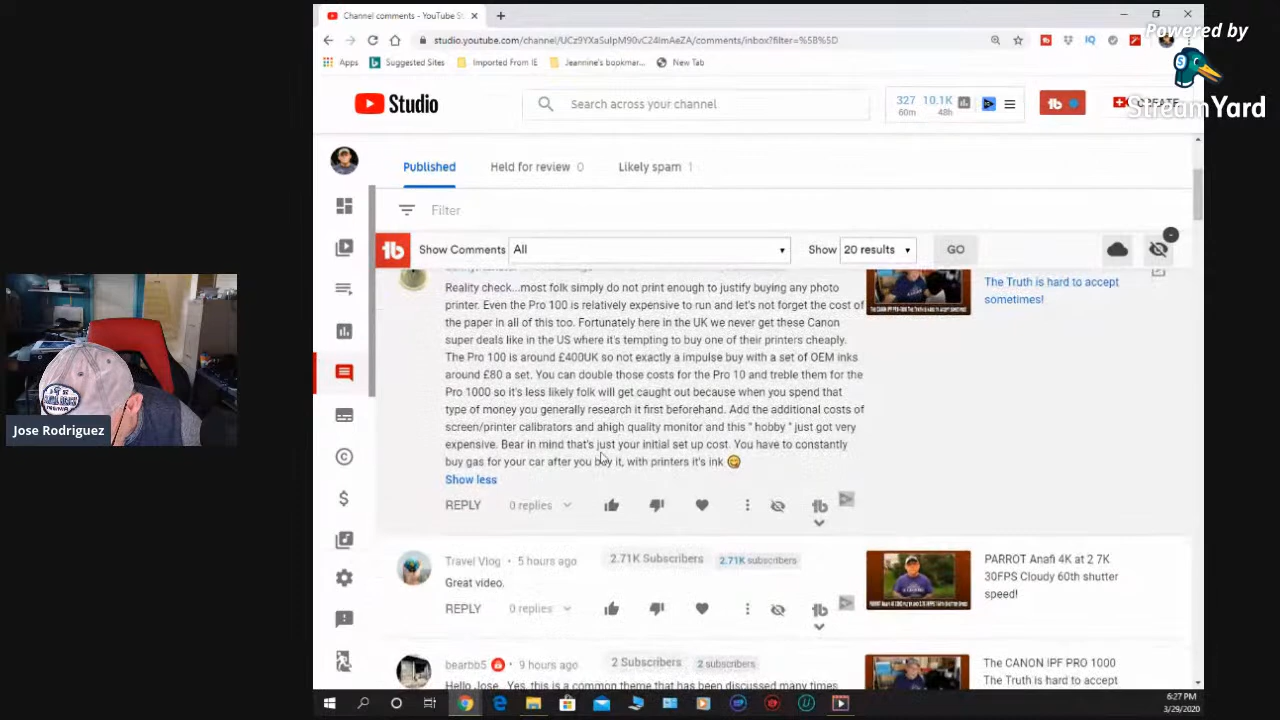 Channel comments - YouTube St
studio.youtube.com/channel/UCz9YXaSuIpM90vC24lmAeZA/comments/inbox?filter=%5B%5D
Apps Suggested Sites Imported From IE Jeannine's bopkmar... New Tab
Powered by
StreamYard
Studio
Search across your channel
327 10.1K
60m 48h
CREATE
Published Held for review 0 Likely spam 1
Filter
Show Comments All Show 20 results GO
Reality check...most folk simply do not print enough to justify buying any photo
printer. Even the Pro 100 is relatively expensive to run and let's not forget the cost of
the paper in all of this too. Fortunately here in the UK we never get these Canon
super deals like in the US where it's tempting to buy one of their printers cheaply.
The Pro 100 is around £400UK so not exactly a impulse buy with a set of OEM inks
around £80 a set. You can double those costs for the Pro 10 and treble them for the
Pro 1000 so it's less likely folk will get caught out because when you spend that
type of money you generally research it first beforehand. Add the additional costs of
screen/printer calibrators and ahigh quality monitor and this " hobby " just got very
expensive. Bear in mind that's just your initial set up cost. You have to constantly
buy gas for your car after you buy it, with printers it's ink 😋
Show less
REPLY 0 replies
The Truth is hard to accept
sometimes!
Travel Vlog • 5 hours ago 2.71K Subscribers 2.71K subscribers
Great video.
REPLY 0 replies
PARROT Anafi 4K at 2 7K
30FPS Cloudy 60th shutter
speed!
bearbb5 • 9 hours ago 2 Subscribers 2 subscribers
Hello Jose. Yes, this is a common theme that has been discussed many times
The CANON IPF PRO 1000
The Truth is hard to accept
Jose Rodriguez
6:27 PM
3/29/2020